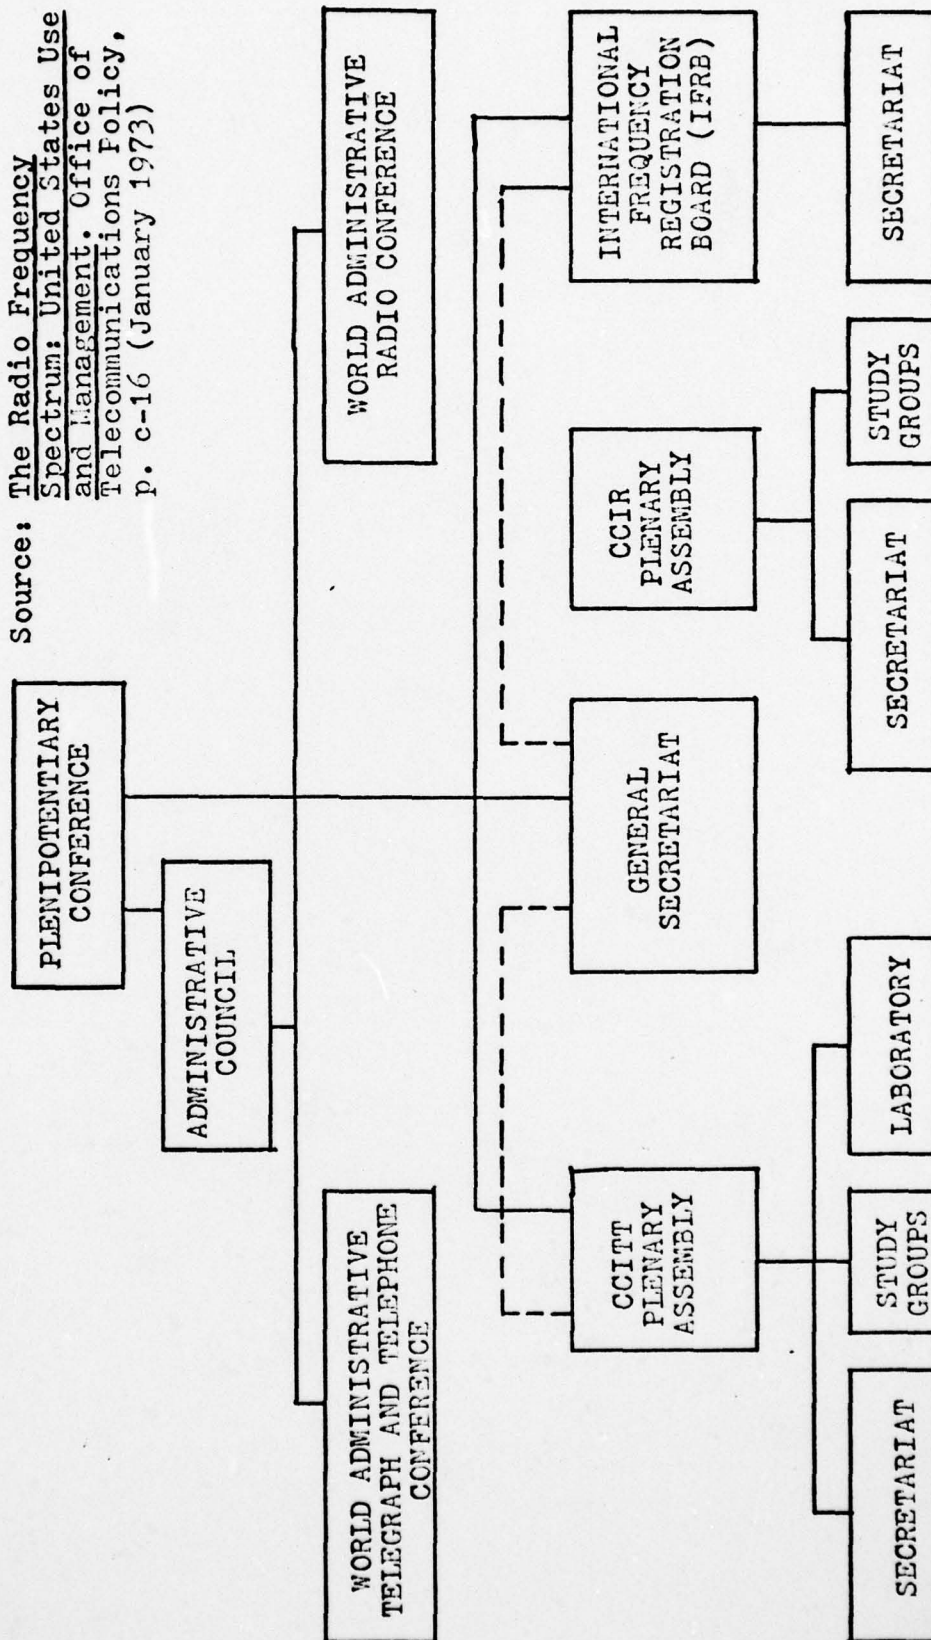 Source: The Radio Frequency
Spectrum: United States Use
and Management. Office of
Telecommunications Policy,
p. c-16 (January 1973)
PLENIPOTENTIARY
CONFERENCE
ADMINISTRATIVE
COUNCIL
WORLD ADMINISTRATIVE
TELEGRAPH AND TELEPHONE
CONFERENCE
WORLD ADMINISTRATIVE
RADIO CONFERENCE
CCITT
PLENARY
ASSEMBLY
GENERAL
SECRETARIAT
CCIR
PLENARY
ASSEMBLY
INTERNATIONAL
FREQUENCY
REGISTRATION
BOARD (IFRB)
SECRETARIAT
STUDY
GROUPS
LABORATORY
SECRETARIAT
STUDY
GROUPS
SECRETARIAT